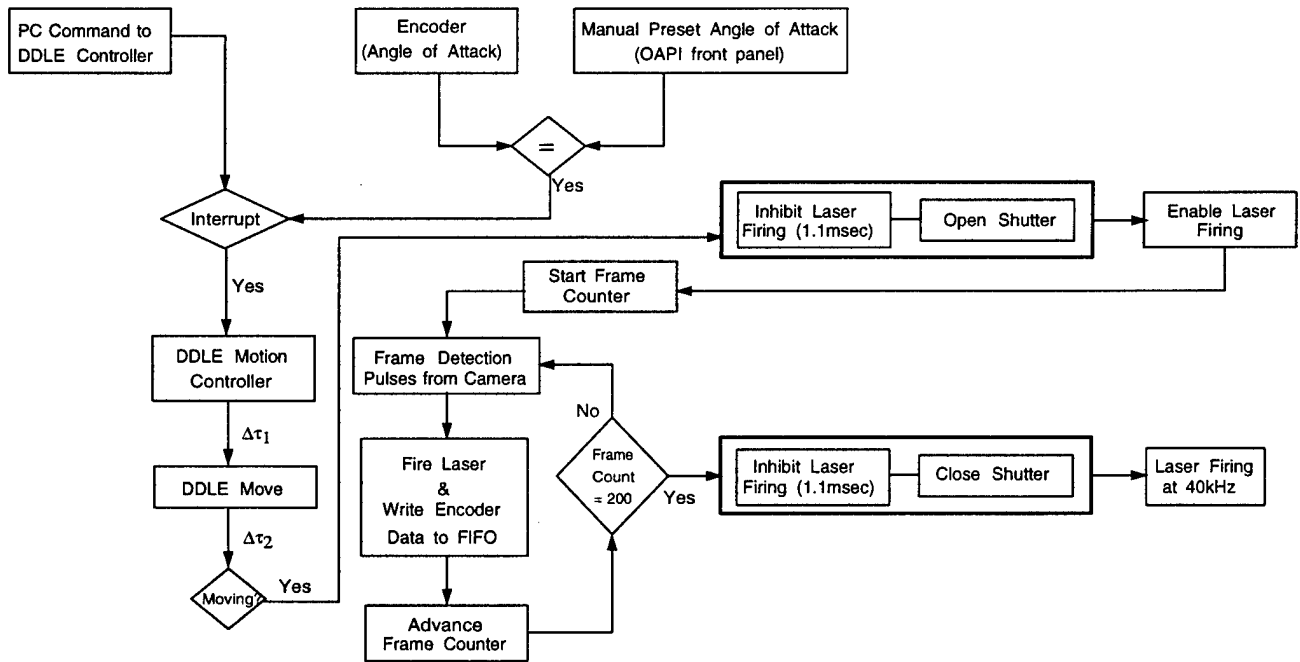 PC Command to
DDLE Controller
Encoder
(Angle of Attack)
Manual Preset Angle of Attack
(OAPI front panel)
=
Yes
Interrupt
Yes
Inhibit Laser
Firing (1.1msec)
Open Shutter
Enable Laser
Firing
Start Frame
Counter
DDLE Motion
Controller
Δτ1
DDLE Move
Δτ2
Moving?
Yes
Frame Detection
Pulses from Camera
Fire Laser
&
Write Encoder
Data to FIFO
Advance
Frame Counter
No
Frame
Count
= 200
Yes
Inhibit Laser
Firing (1.1msec)
Close Shutter
Laser Firing
at 40kHz